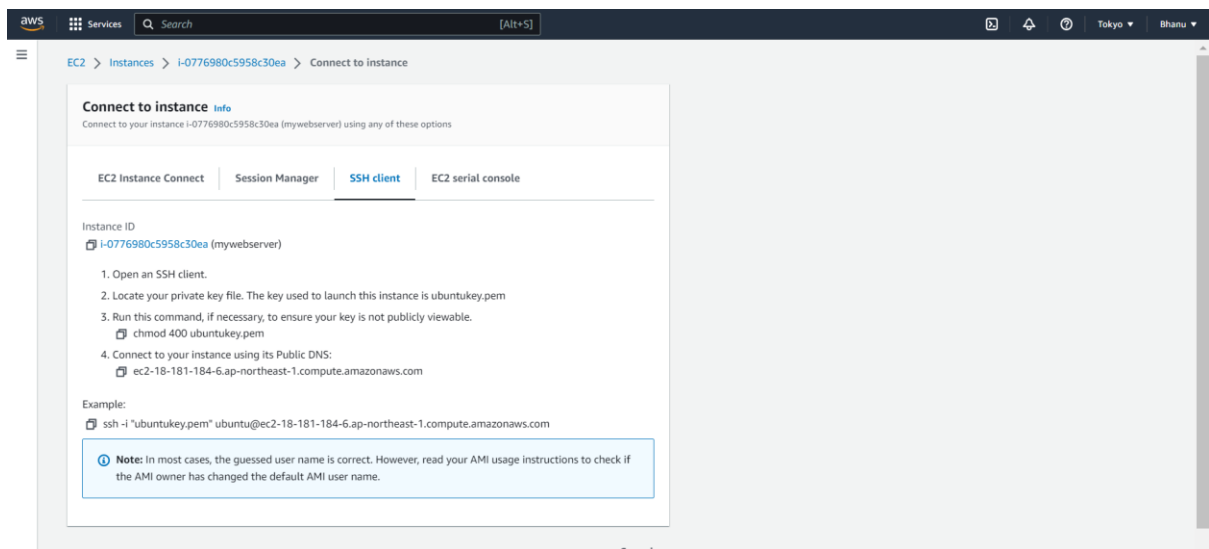 aws
Services
Search
[Alt+S]
Tokyo ▼
Bhanu ▼
EC2 > Instances > i-0776980c5958c30ea > Connect to instance
Connect to instance Info
Connect to your instance i-0776980c5958c30ea (mywebserver) using any of these options
EC2 Instance Connect
Session Manager
SSH client
EC2 serial console
Instance ID
i-0776980c5958c30ea (mywebserver)
1. Open an SSH client.
2. Locate your private key file. The key used to launch this instance is ubuntukey.pem
3. Run this command, if necessary, to ensure your key is not publicly viewable.
chmod 400 ubuntukey.pem
4. Connect to your instance using its Public DNS:
ec2-18-181-184-6.ap-northeast-1.compute.amazonaws.com
Example:
ssh -i "ubuntukey.pem" ubuntu@ec2-18-181-184-6.ap-northeast-1.compute.amazonaws.com
Note: In most cases, the guessed user name is correct. However, read your AMI usage instructions to check if
the AMI owner has changed the default AMI user name.